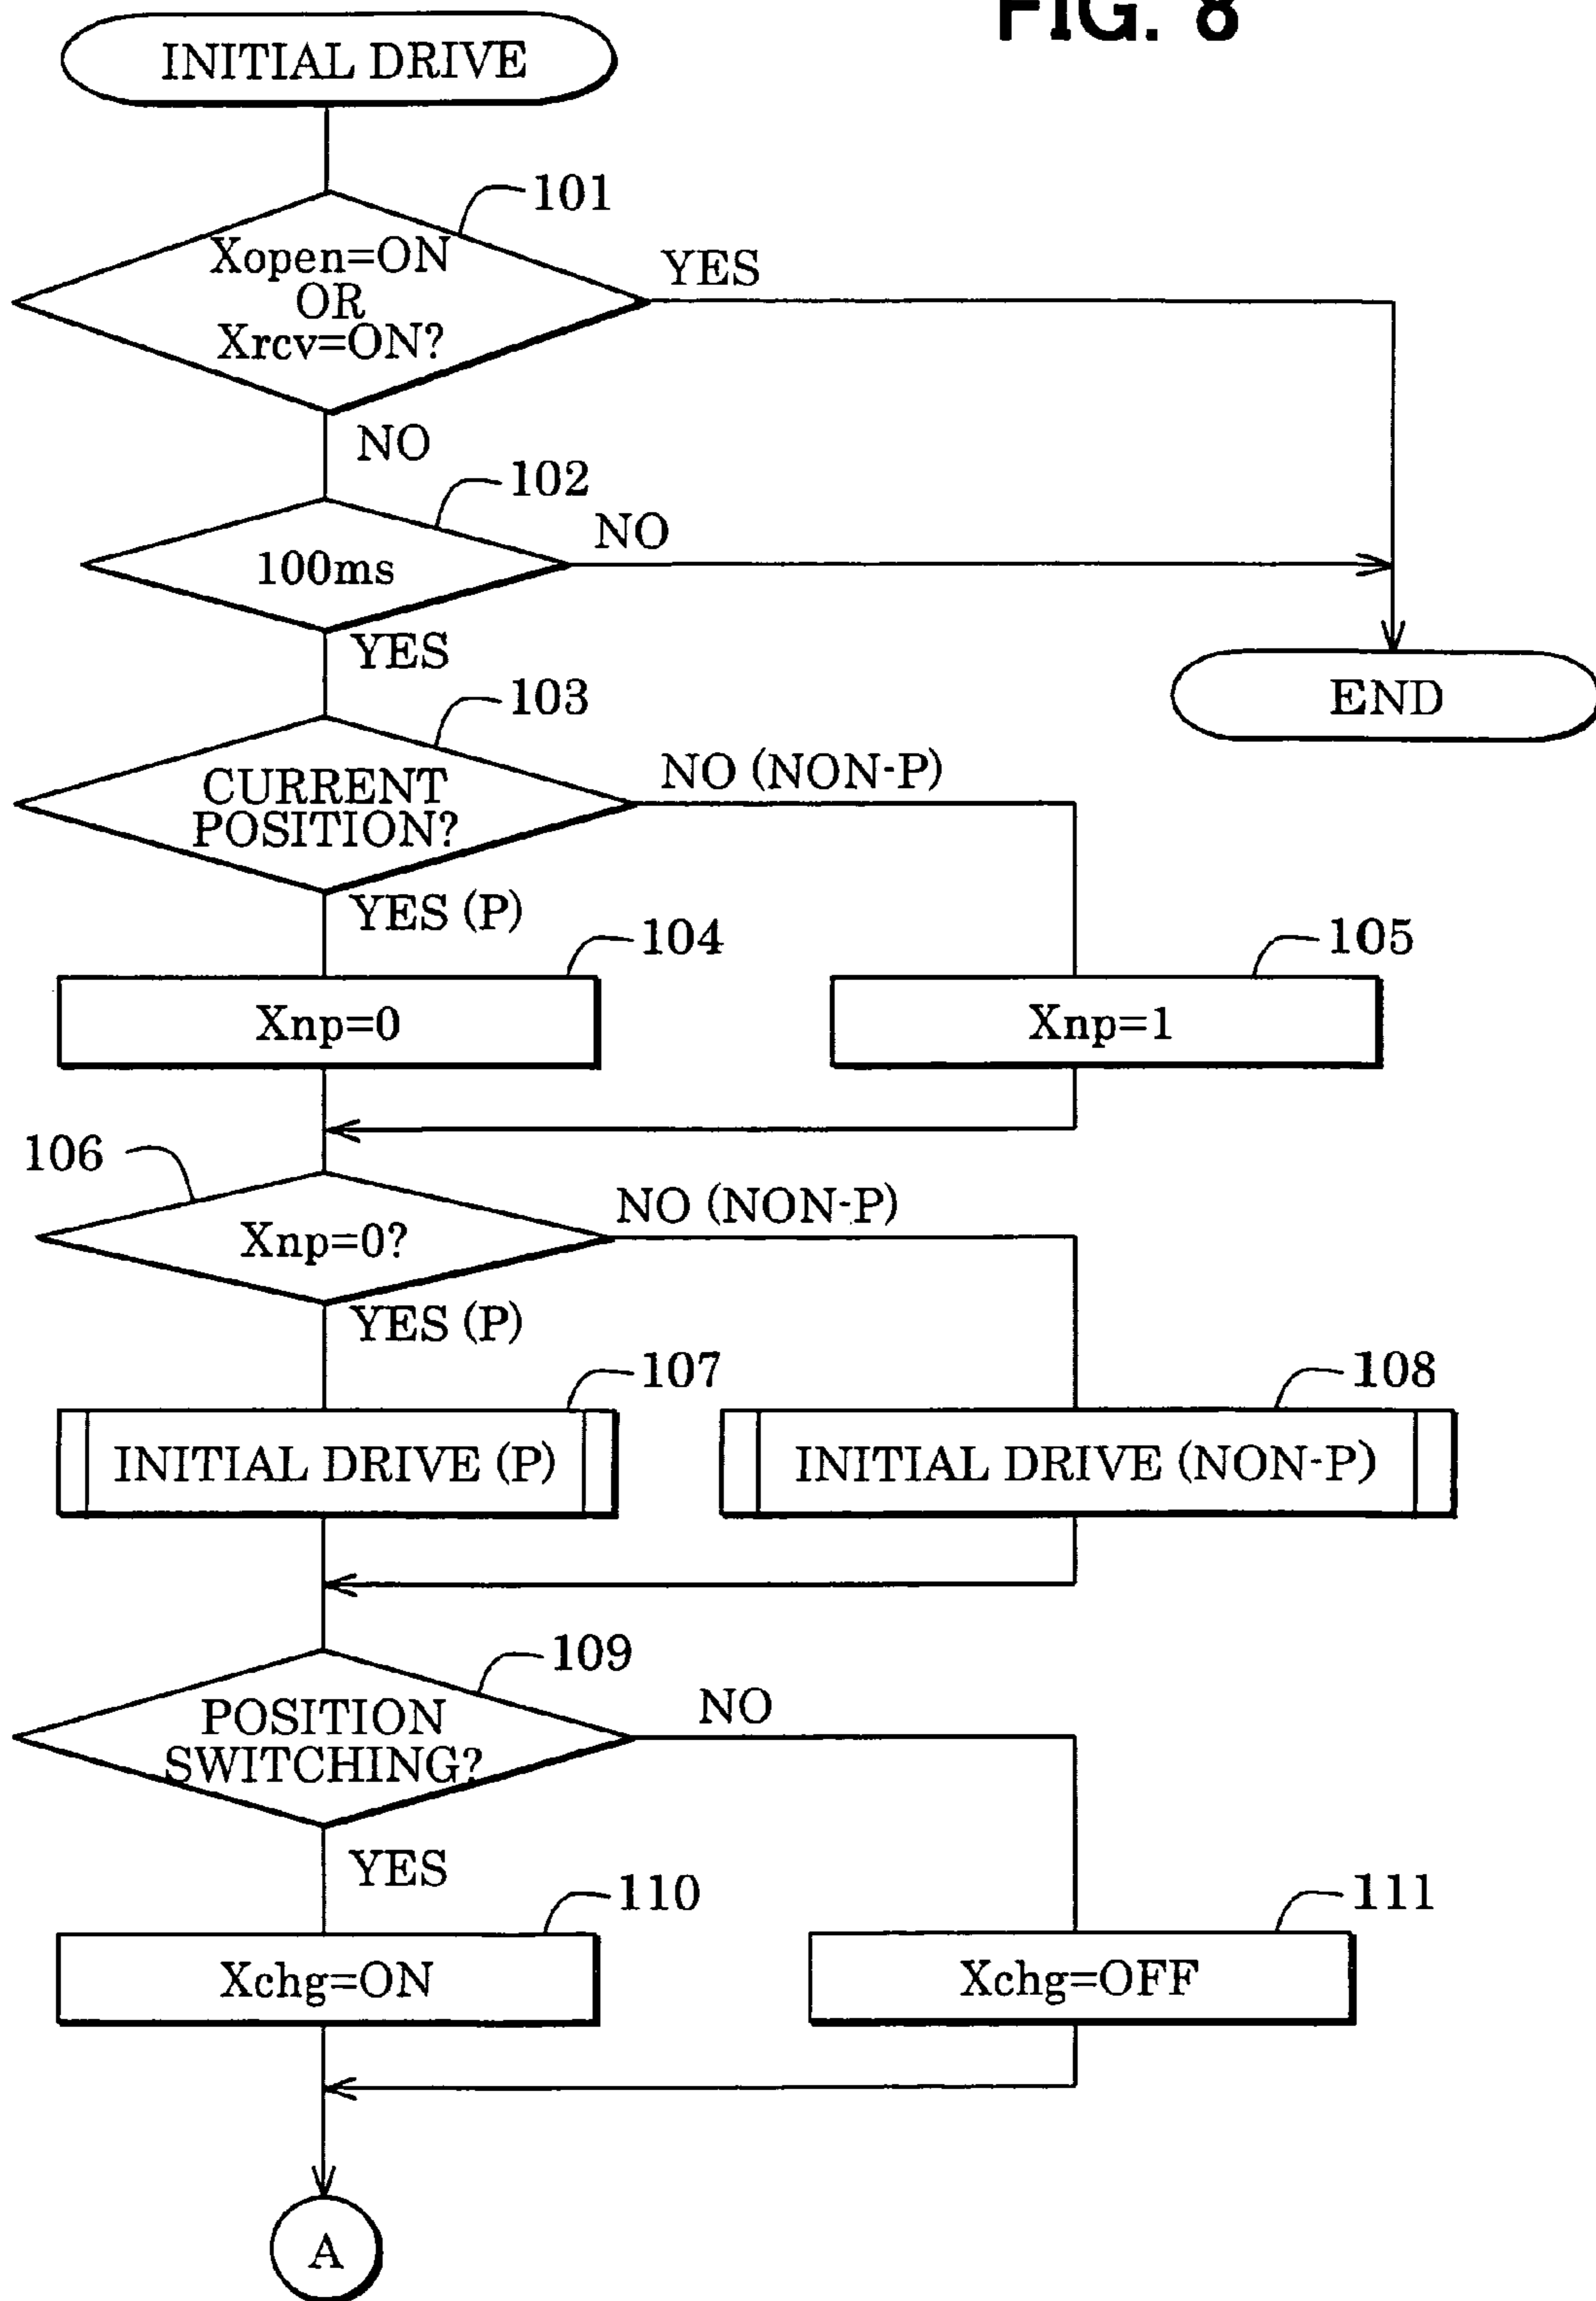 FIG. 8
INITIAL DRIVE
101
Xopen=ON
OR
Xrcv=ON?
YES
NO
102
100ms
NO
YES
END
103
CURRENT
POSITION?
NO (NON-P)
YES (P)
104
Xnp=0
105
Xnp=1
106
Xnp=0?
NO (NON-P)
YES (P)
107
INITIAL DRIVE (P)
108
INITIAL DRIVE (NON-P)
109
POSITION
SWITCHING?
NO
YES
110
Xchg=ON
111
Xchg=OFF
A